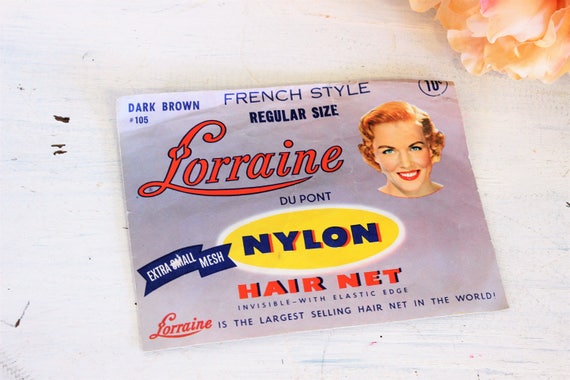 FRENCH STYLE
10¢
DARK BROWN
#105
REGULAR SIZE
Lorraine
DU PONT
NYLON
EXTRA SMALL MESH
HAIR NET
INVISIBLE-WITH ELASTIC EDGE
Lorraine IS THE LARGEST SELLING HAIR NET IN THE WORLD!